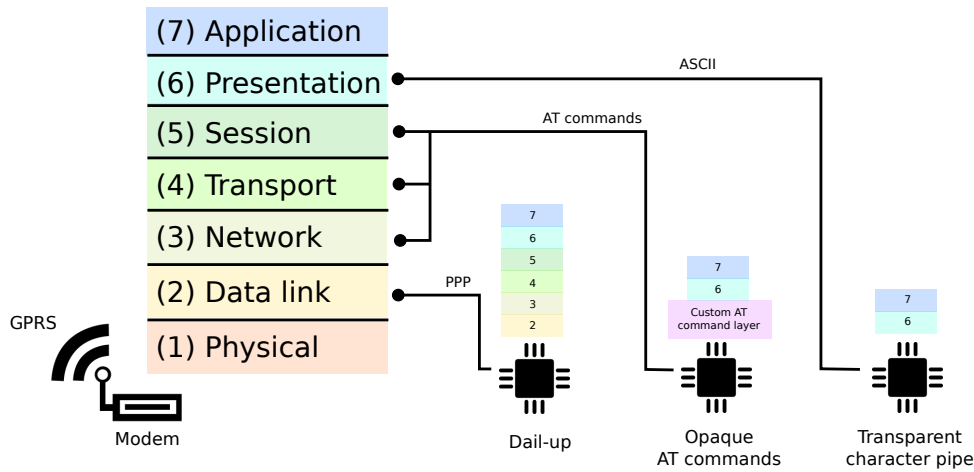 (7) Application
(6) Presentation
(5) Session
(4) Transport
(3) Network
(2) Data link
(1) Physical
GPRS
Modem
ASCII
AT commands
PPP
7
6
5
4
3
2
Dail-up
7
6
Custom AT
command layer
Opaque
AT commands
7
6
Transparent
character pipe